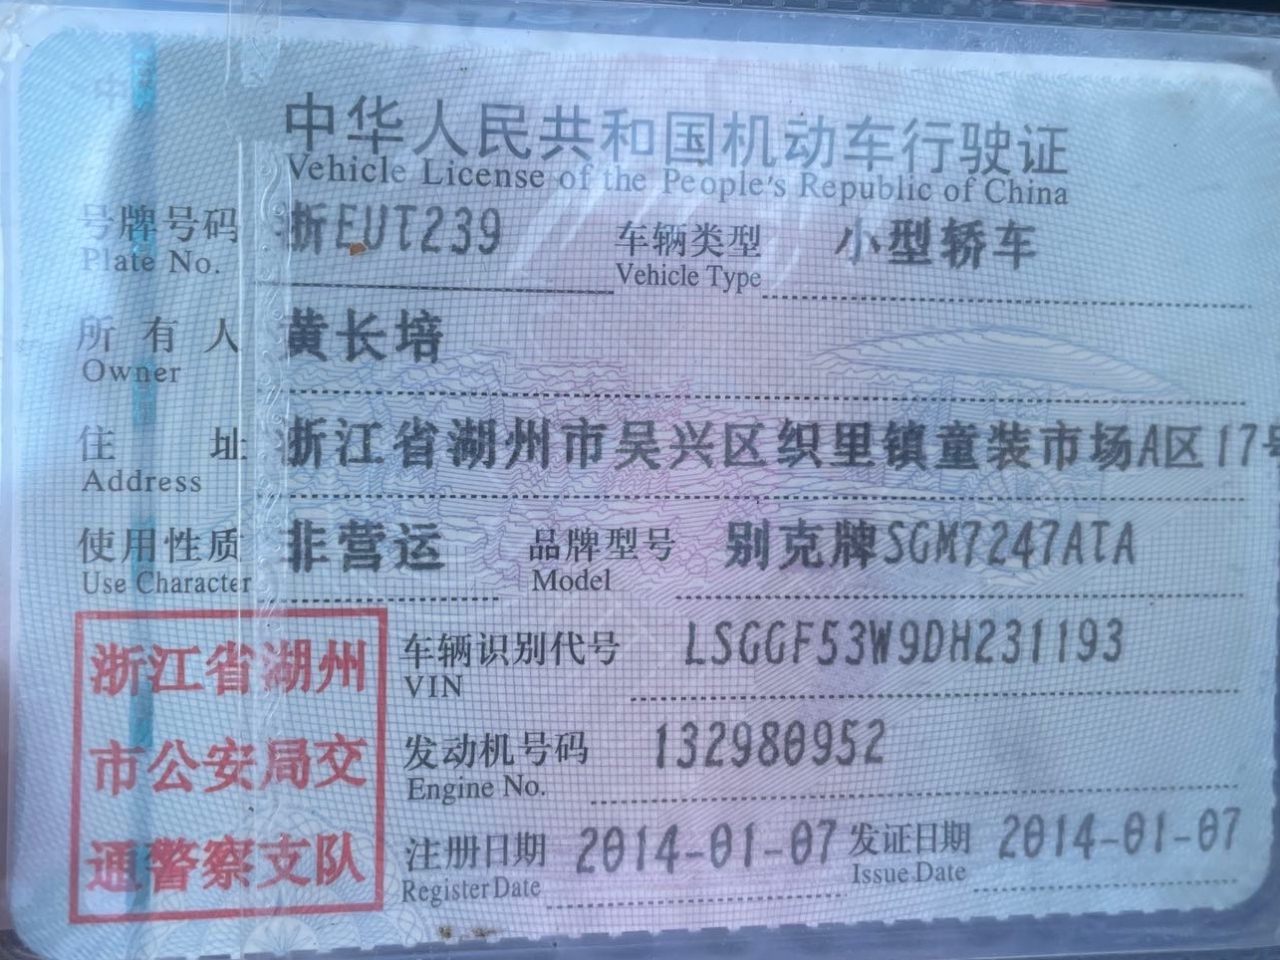 中华人民共和国机动车行驶证
Vehicle License of the People's Republic of China
号牌号码 浙EUT239 车辆类型 小型轿车
Plate No. Vehicle Type
所有人 黄长培
Owner
住址 浙江省湖州市吴兴区织里镇童装市场A区17号
Address
使用性质 非营运 品牌型号 别克牌SGM7247ATA
Use Character Model
车辆识别代号 LSGGF53W9DH231193
VIN
发动机号码 132980952
Engine No.
注册日期 2014-01-07 发证日期 2014-01-07
Register Date Issue Date
浙江省湖州
市公安局交
通警察支队